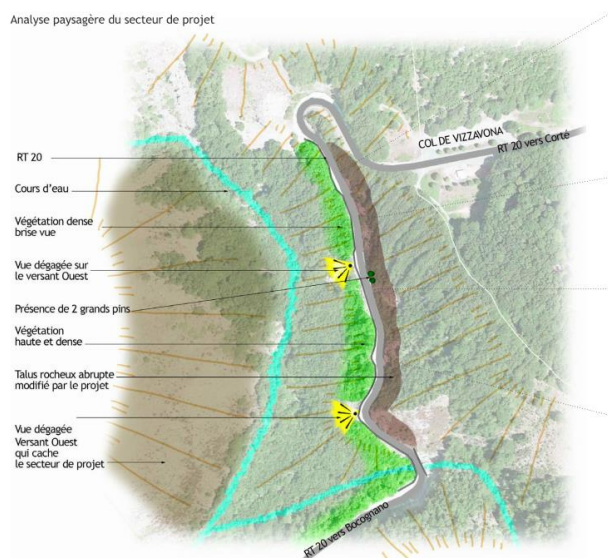 Analyse paysagère du secteur de projet
COL DE VIZZAVONA
RT 20 vers Corté
RT 20
Cours d'eau
Végétation dense
brise vue
Vue dégagée sur
le versant Ouest
Présence de 2 grands pins
Végétation
haute et dense
Talus rocheux abrupte
modifié par le projet
Vue dégagée
Versant Ouest
qui cache
le secteur de projet
RT 20 vers Bocognano